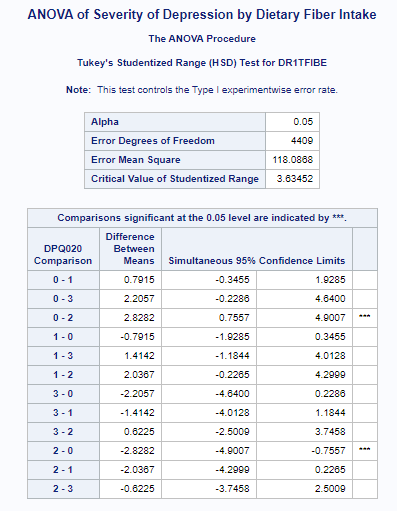 ANOVA of Severity of Depression by Dietary Fiber Intake
The ANOVA Procedure
Tukey's Studentized Range (HSD) Test for DR1TFIBE
Note: This test controls the Type I experimentwise error rate.
Alpha 0.05
Error Degrees of Freedom 4409
Error Mean Square 118.0868
Critical Value of Studentized Range 3.63452
Comparisons significant at the 0.05 level are indicated by ***.
DPQ020 Comparison Difference Between Means Simultaneous 95% Confidence Limits
0 - 1 0.7915 -0.3455 1.9285
0 - 3 2.2057 -0.2286 4.6400
0 - 2 2.8282 0.7557 4.9007 ***
1 - 0 -0.7915 -1.9285 0.3455
1 - 3 1.4142 -1.1844 4.0128
1 - 2 2.0367 -0.2265 4.2999
3 - 0 -2.2057 -4.6400 0.2286
3 - 1 -1.4142 -4.0128 1.1844
3 - 2 0.6225 -2.5009 3.7458
2 - 0 -2.8282 -4.9007 -0.7557 ***
2 - 1 -2.0367 -4.2999 0.2265
2 - 3 -0.6225 -3.7458 2.5009